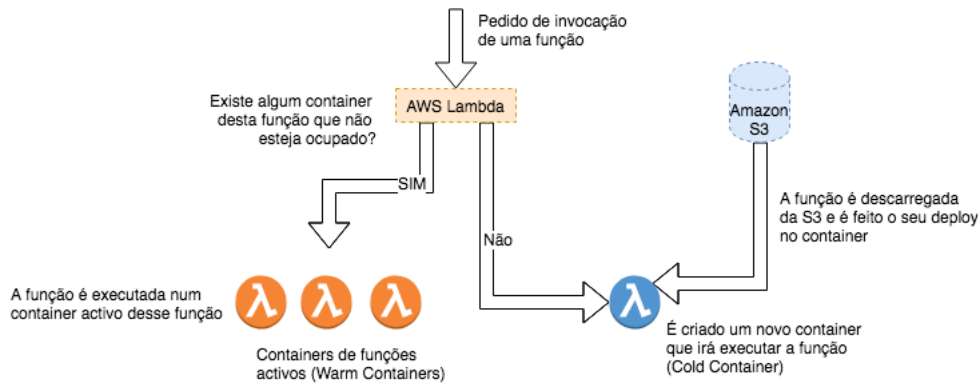 Pedido de invocação
de uma função
AWS Lambda
Existe algum container
desta função que não
esteja ocupado?
Amazon
S3
SIM
Não
A função é descarregada
da S3 e é feito o seu deploy
no container
A função é executada num
container activo desse função
λ λ λ
λ
Containers de funções
activos (Warm Containers)
É criado um novo container
que irá executar a função
(Cold Container)